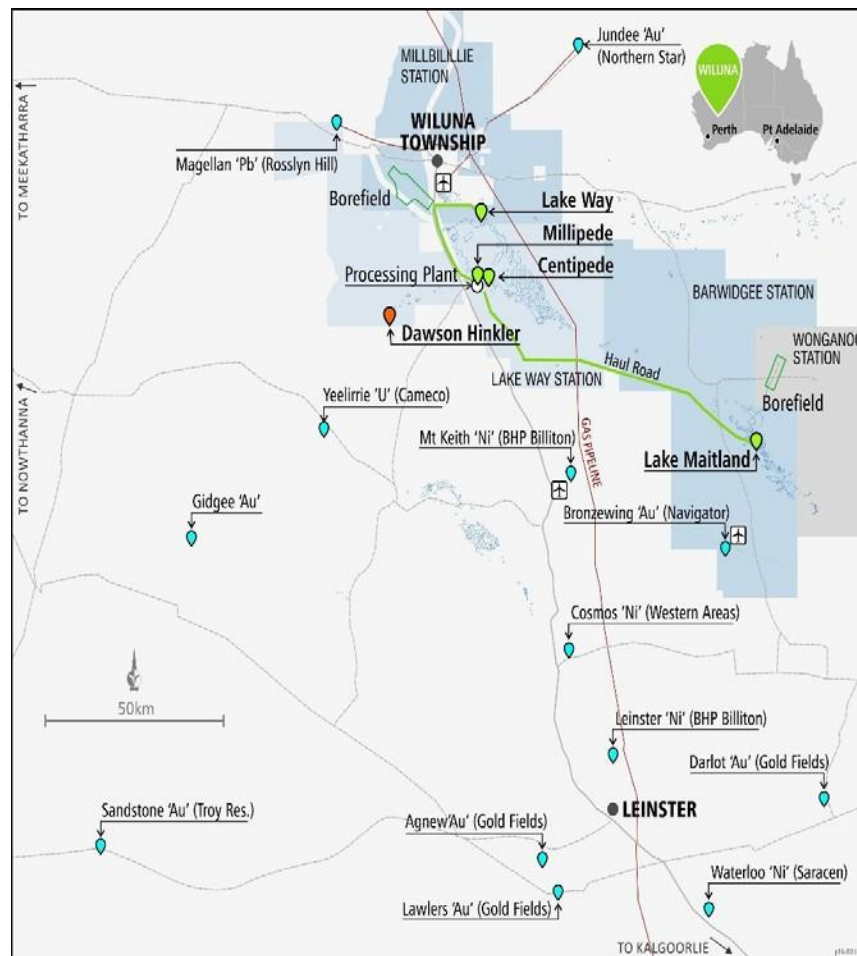 Jundee 'Au'
(Northern Star)
MILLBILILLIE
STATION
WILUNA
Perth
Pt Adelaide
WILUNA
TOWNSHIP
TO MEEKATHARRA
Magellan 'Pb' (Rosslyn Hill)
Borefield
Lake Way
Millipede
Processing Plant
Centipede
BARWIDGEE STATION
Dawson Hinkler
WONGANOO
STATION
Haul Road
LAKE WAY STATION
Borefield
Yeelirrie 'U' (Cameco)
TO NOWTHANNA
GAS PIPELINE
Mt Keith 'Ni' (BHP Billiton)
Lake Maitland
Gidgee 'Au'
Bronzewing 'Au' (Navigator)
Cosmos 'Ni' (Western Areas)
50km
Leinster 'Ni' (BHP Billiton)
Darlot 'Au' (Gold Fields)
Sandstone 'Au' (Troy Res.)
LEINSTER
Agnew'Au' (Gold Fields)
Waterloo 'Ni' (Saracen)
Lawlers 'Au' (Gold Fields)
TO KALGOORLIE